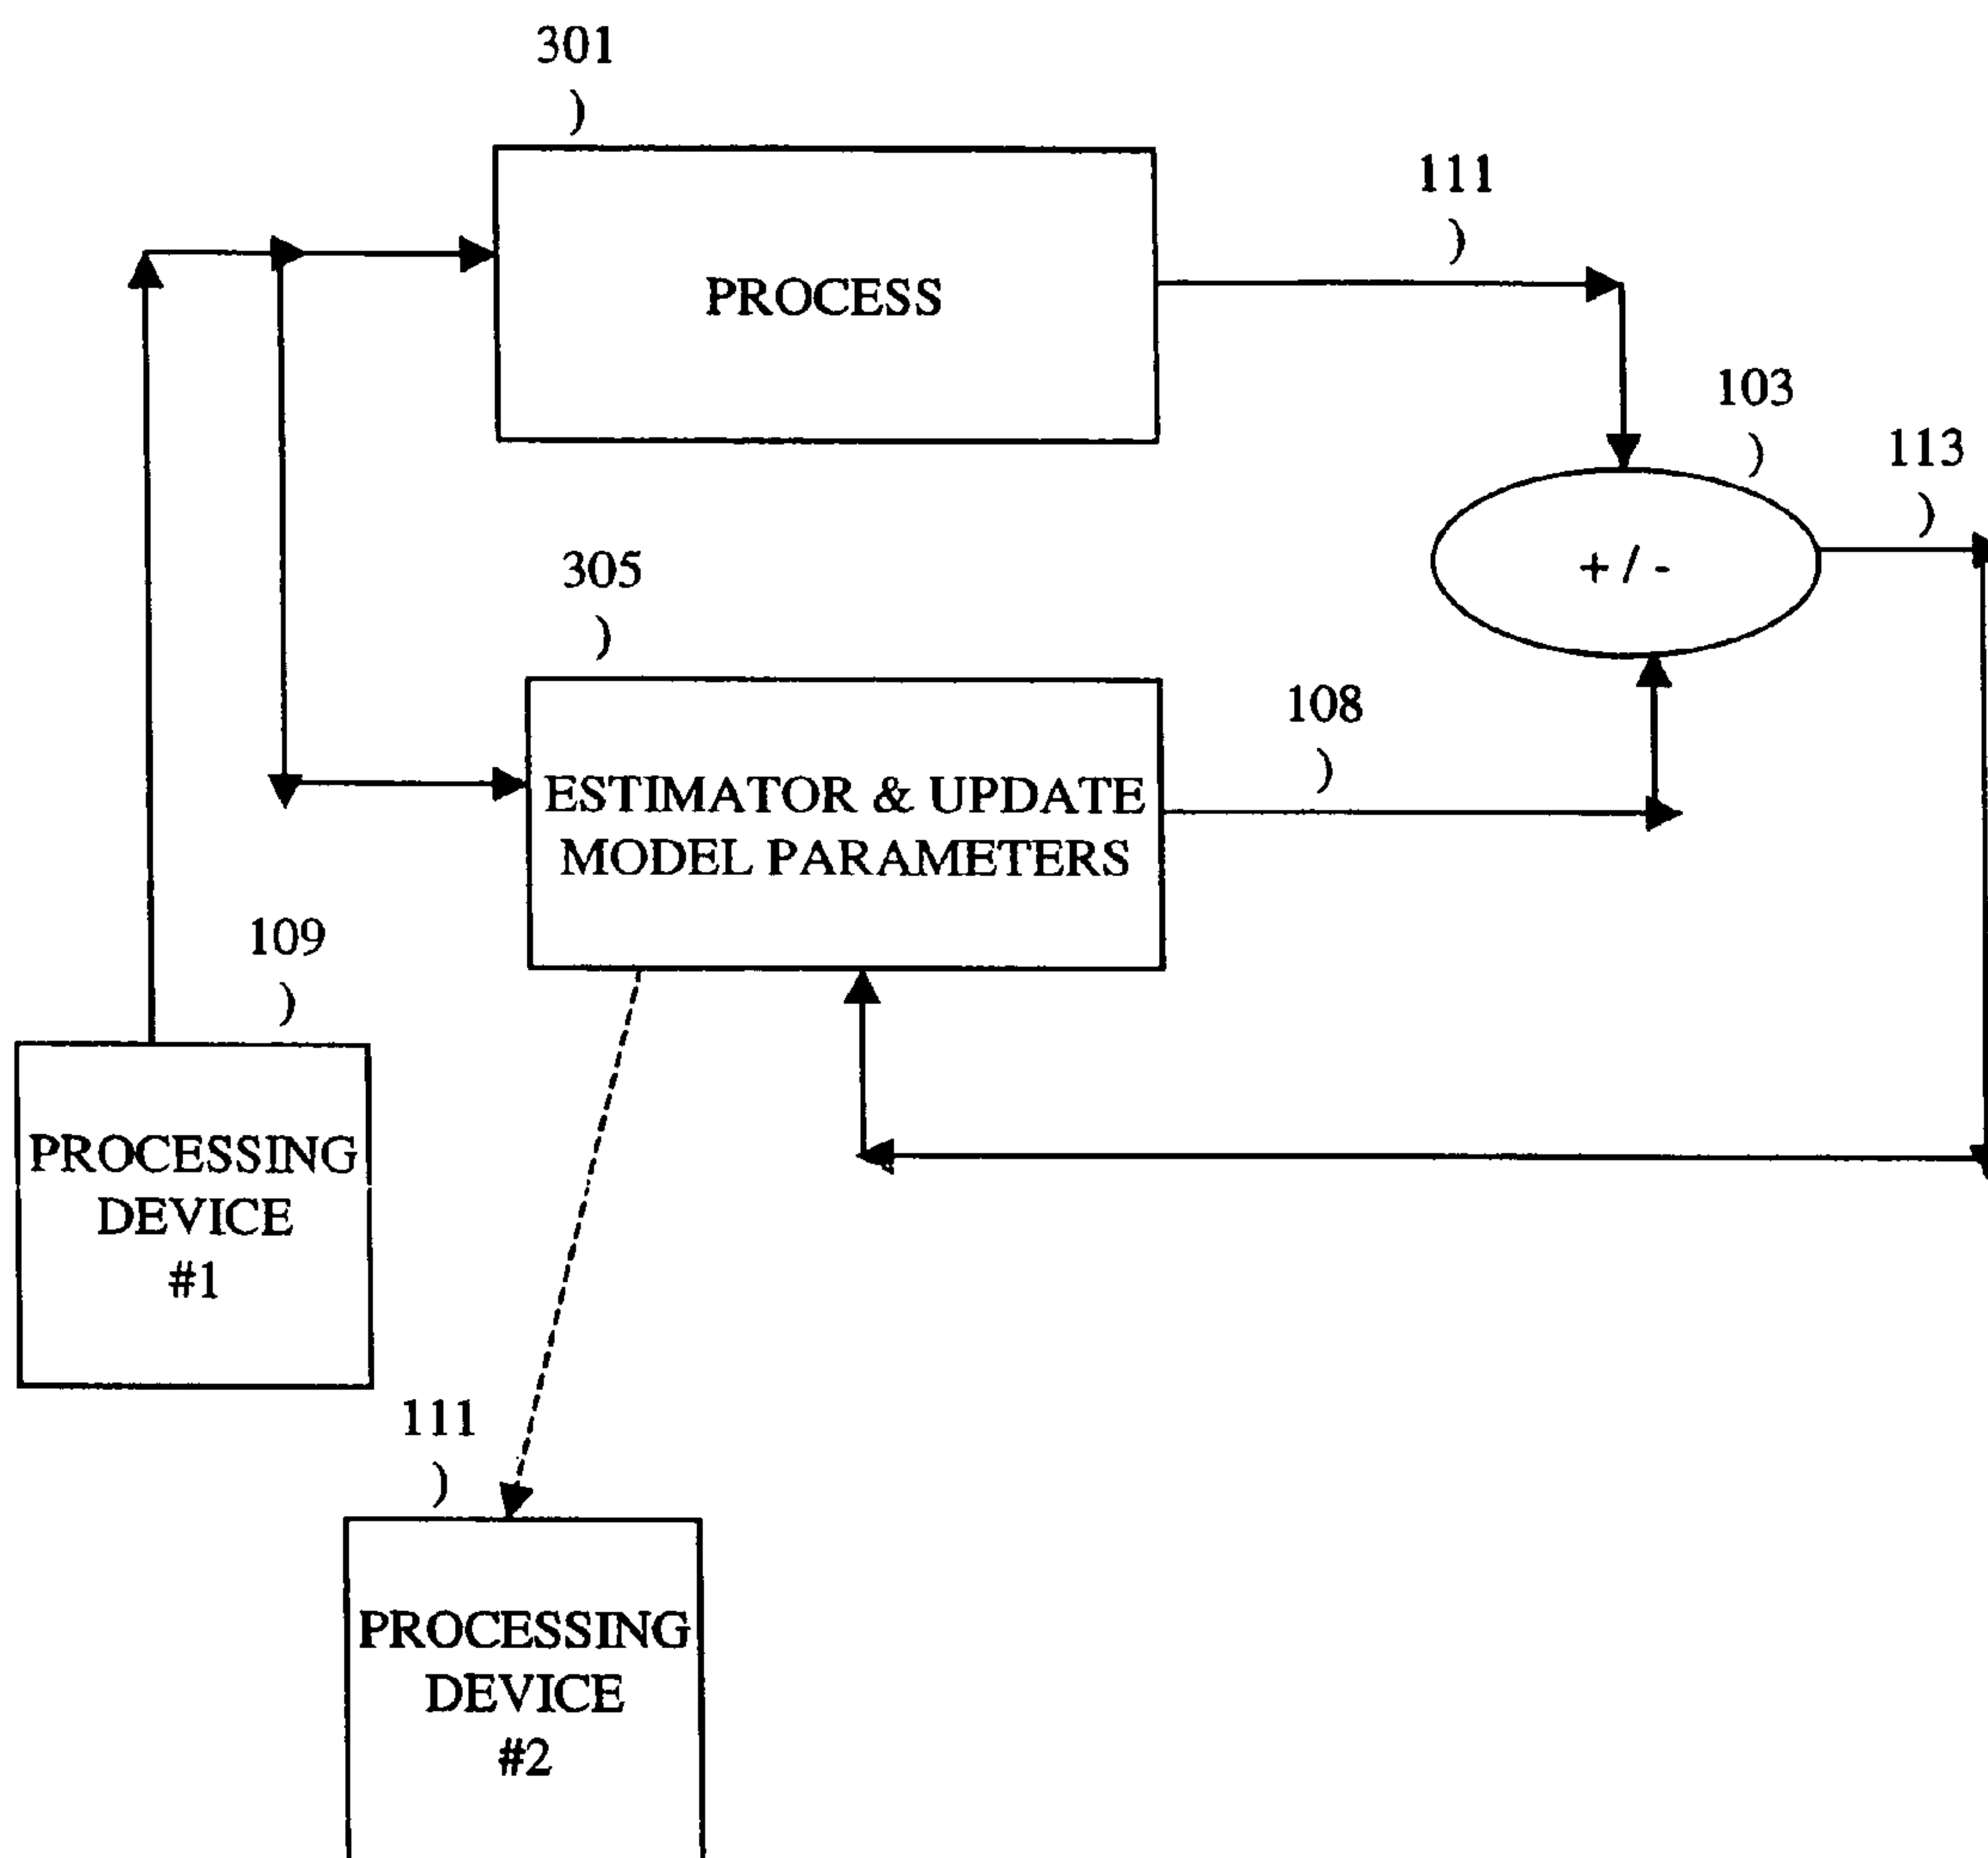 301
)
PROCESS
111
)
103
)
113
)
+ / -
305
)
ESTIMATOR & UPDATE
MODEL PARAMETERS
108
)
109
)
PROCESSING
DEVICE
#1
111
)
PROCESSING
DEVICE
#2